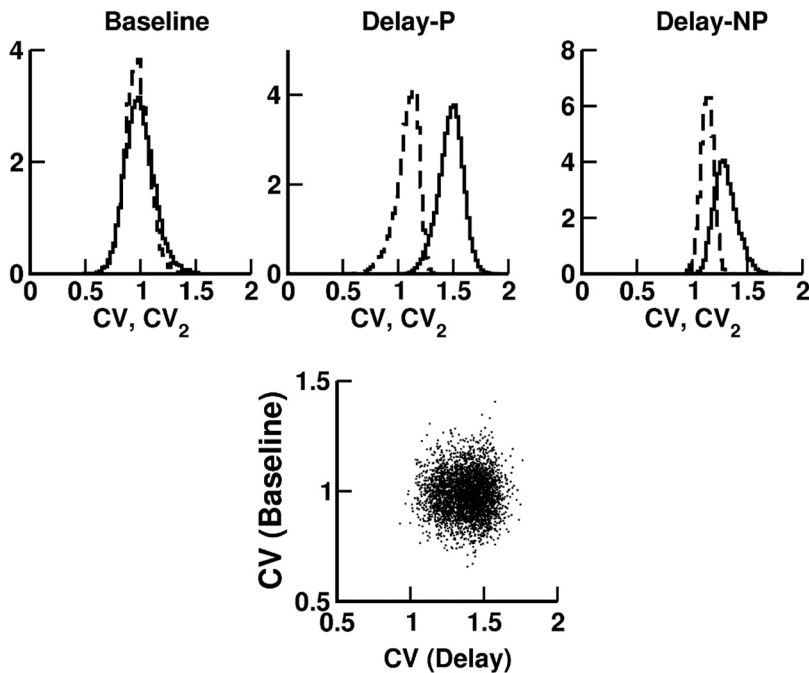 Baseline Delay-P Delay-NP
4 4 8
6
2 2 4
2
0 0 0
0 0.5 1 1.5 2 0 0.5 1 1.5 2 0 0.5 1 1.5 2
CV, CV2 CV, CV2 CV, CV2
1.5
CV (Baseline)
1
0.5
0.5 1 1.5 2
CV (Delay)